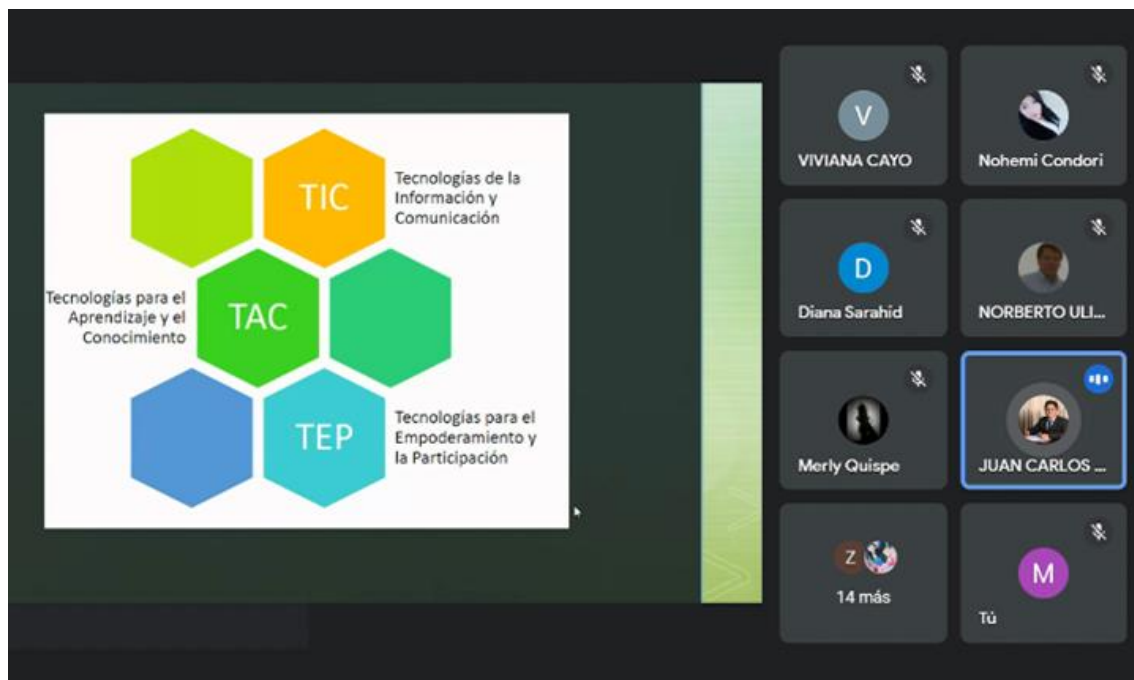 TIC
Tecnologías de la
Información y
Comunicación
Tecnologías para el
Aprendizaje y el
Conocimiento
TAC
TEP
Tecnologías para el
Empoderamiento y
la Participación
V
VIVIANA CAYO
Nohemi Condori
D
Diana Sarahid
NORBERTO ULI...
Merly Quispe
JUAN CARLOS ...
Z
14 más
M
Tú